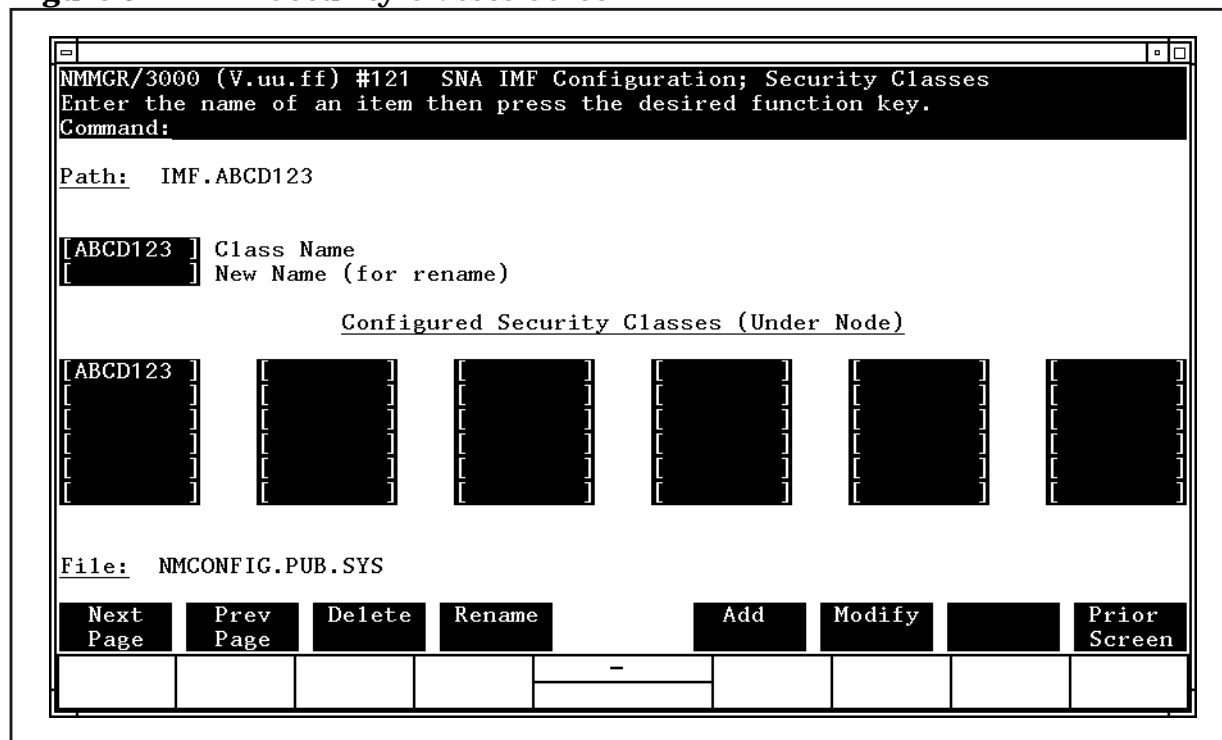 NMMGR/3000 (V.uu.ff) #121 SNA IMF Configuration; Security Classes
Enter the name of an item then press the desired function key.
Command:
Path: IMF.ABCD123
[ABCD123 ] Class Name
[ ] New Name (for rename)
Configured Security Classes (Under Node)
[ABCD123 ] [ ] [ ] [ ] [ ] [ ]
[ ] [ ] [ ] [ ] [ ] [ ]
[ ] [ ] [ ] [ ] [ ] [ ]
[ ] [ ] [ ] [ ] [ ] [ ]
[ ] [ ] [ ] [ ] [ ] [ ]
[ ] [ ] [ ] [ ] [ ] [ ]
File: NMCONFIG.PUB.SYS
Next Prev Delete Rename Add Modify Prior
Page Page Screen